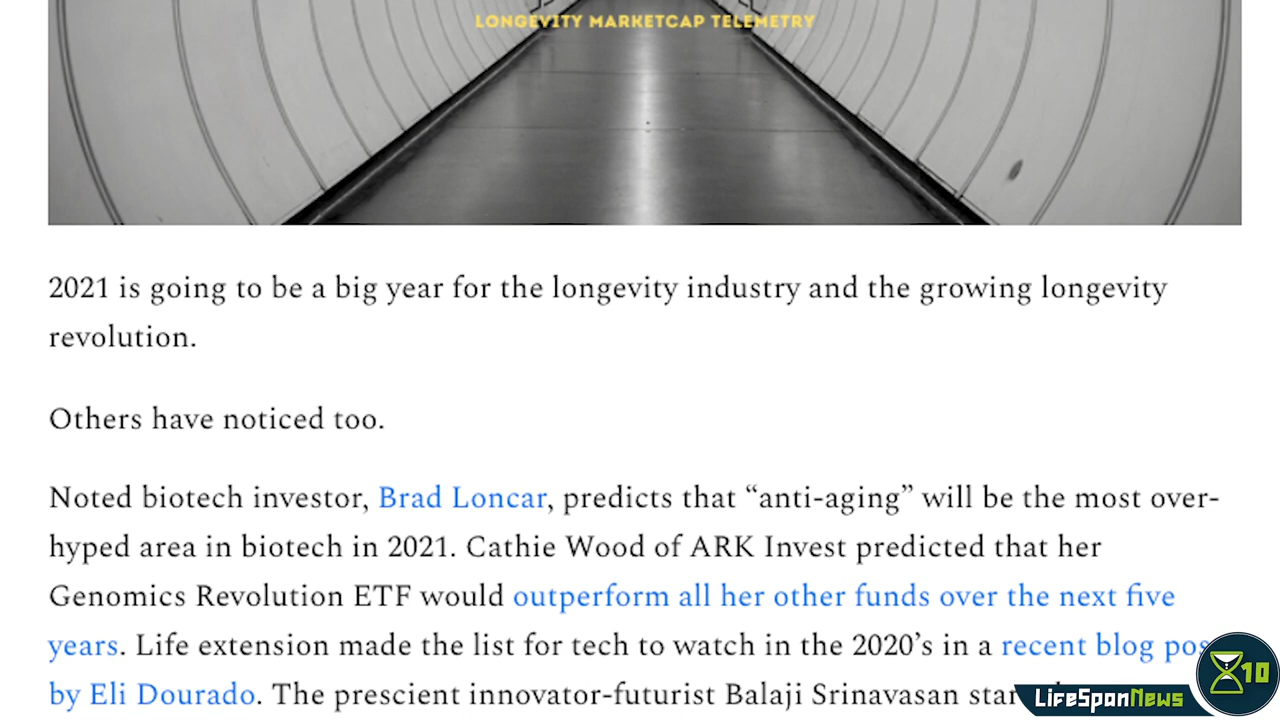 LONGEVITY MARKETCAP TELEMETRY
2021 is going to be a big year for the longevity industry and the growing longevity
revolution.
Others have noticed too.
Noted biotech investor, Brad Loncar, predicts that “anti-aging” will be the most over-
hyped area in biotech in 2021. Cathie Wood of ARK Invest predicted that her
Genomics Revolution ETF would outperform all her other funds over the next five
years. Life extension made the list for tech to watch in the 2020’s in a recent blog
by Eli Dourado. The prescient innovator-futurist Balaji Srinavasan
LifeSpanNews
10